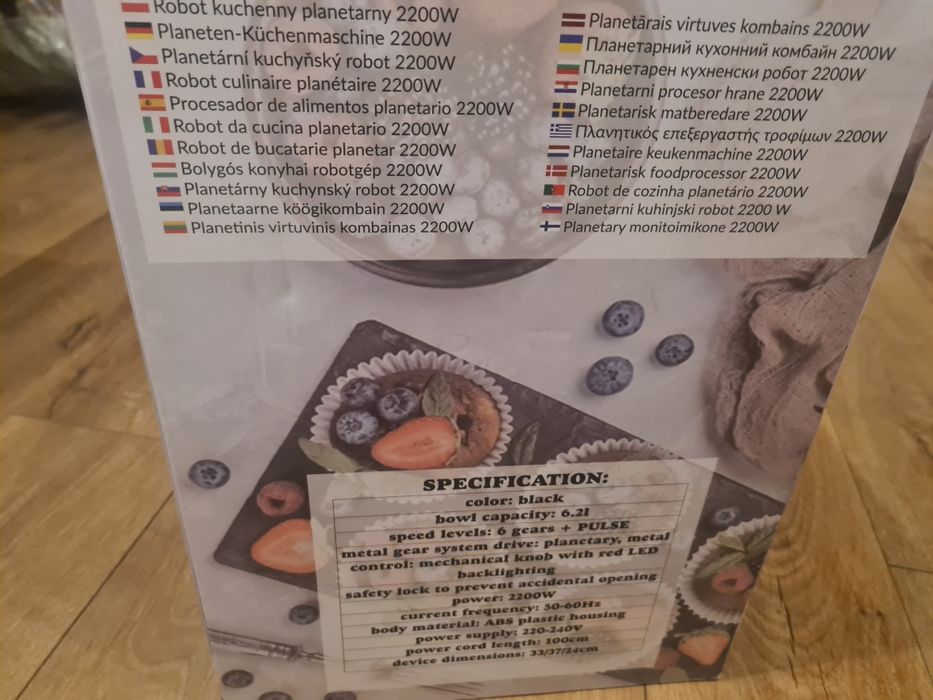 Robot kuchenny planetarny 2200W
Planeten-Küchenmaschine 2200W
Planetární kuchyňský robot 2200W
Robot culinaire planétaire 2200W
Procesador de alimentos planetario 2200W
Robot da cucina planetario 2200W
Robot de bucatarie planetar 2200W
Bolygós konyhai robotgép 2200W
Planetárny kuchynský robot 2200W
Planetaarne köögikombain 2200W
Planetinis virtuvinis kombainas 2200W
Planetārais virtuves kombains 2200W
Планетарний кухонний комбайн 2200W
Планетарен кухненски робот 2200W
Planetarni procesor hrane 2200W
Planetarisk matberedare 2200W
Πλανητικός επεξεργαστής τροφίμων 2200W
Planetaire keukenmachine 2200W
Planetarisk foodprocessor 2200W
Robot de cozinha planetário 2200W
Planetarni kuhinjski robot 2200 W
Planetary monitoimikone 2200W
SPECIFICATION:
color: black
bowl capacity: 6.2l
speed levels: 6 gears + PULSE
metal gear system drive: planetary, metal
control: mechanical knob with red LED
backlighting
safety lock to prevent accidental opening
power: 2200W
current frequency: 50-60Hz
body material: ABS plastic housing
power supply: 220-240V
power cord length: 100cm
device dimensions: 33/37/24cm